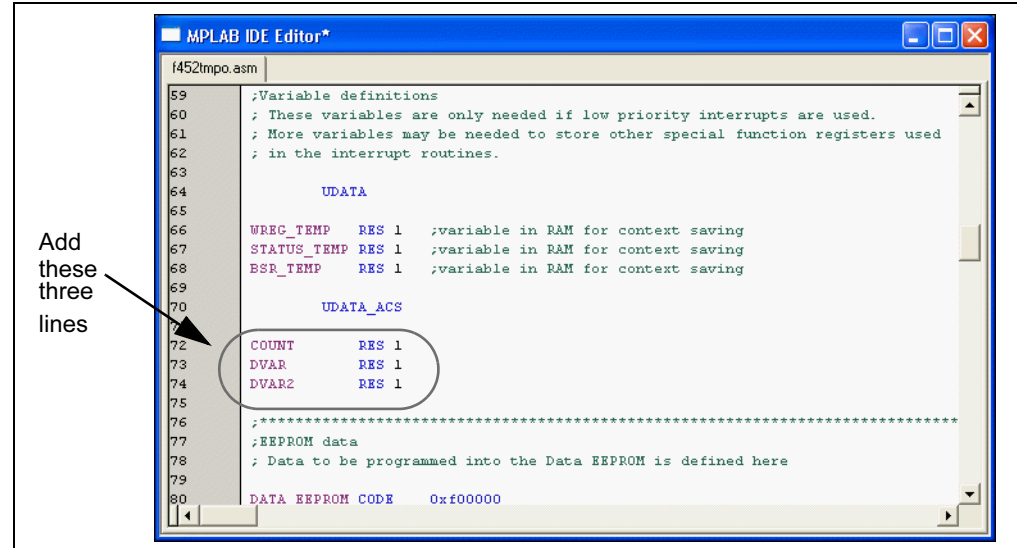 MPLAB IDE Editor*
f452tmpo.asm
59 ;Variable definitions
60 ; These variables are only needed if low priority interrupts are used.
61 ; More variables may be needed to store other special function registers used
62 ; in the interrupt routines.
63
64 UDATA
65
66 WREG_TEMP RES 1 ;variable in RAM for context saving
67 STATUS_TEMP RES 1 ;variable in RAM for context saving
68 BSR_TEMP RES 1 ;variable in RAM for context saving
69
70 UDATA_ACS
72 COUNT RES 1
73 DVAR RES 1
74 DVAR2 RES 1
75
76 ;******************************************************************************
77 ;EEPROM data
78 ; Data to be programmed into the Data EEPROM is defined here
79
80 DATA_EEPROM CODE 0xf00000
Add
these
three
lines